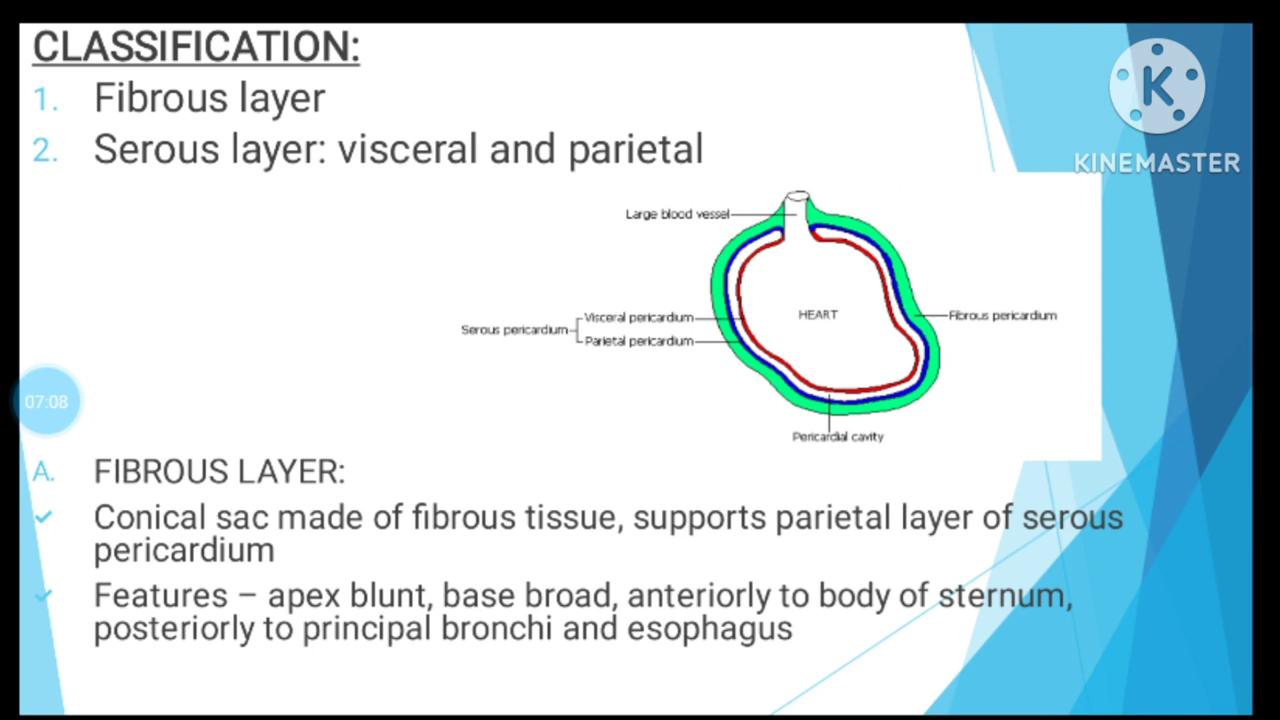 CLASSIFICATION:
1. Fibrous layer
2. Serous layer: visceral and parietal
K
KINEMASTER
Large blood vessel
Visceral pericardium
Serous pericardium
Parietal pericardium
HEART
Fibrous pericardium
Pericardial cavity
07:08
A. FIBROUS LAYER:
Conical sac made of fibrous tissue, supports parietal layer of serous
pericardium
Features – apex blunt, base broad, anteriorly to body of sternum,
posteriorly to principal bronchi and esophagus